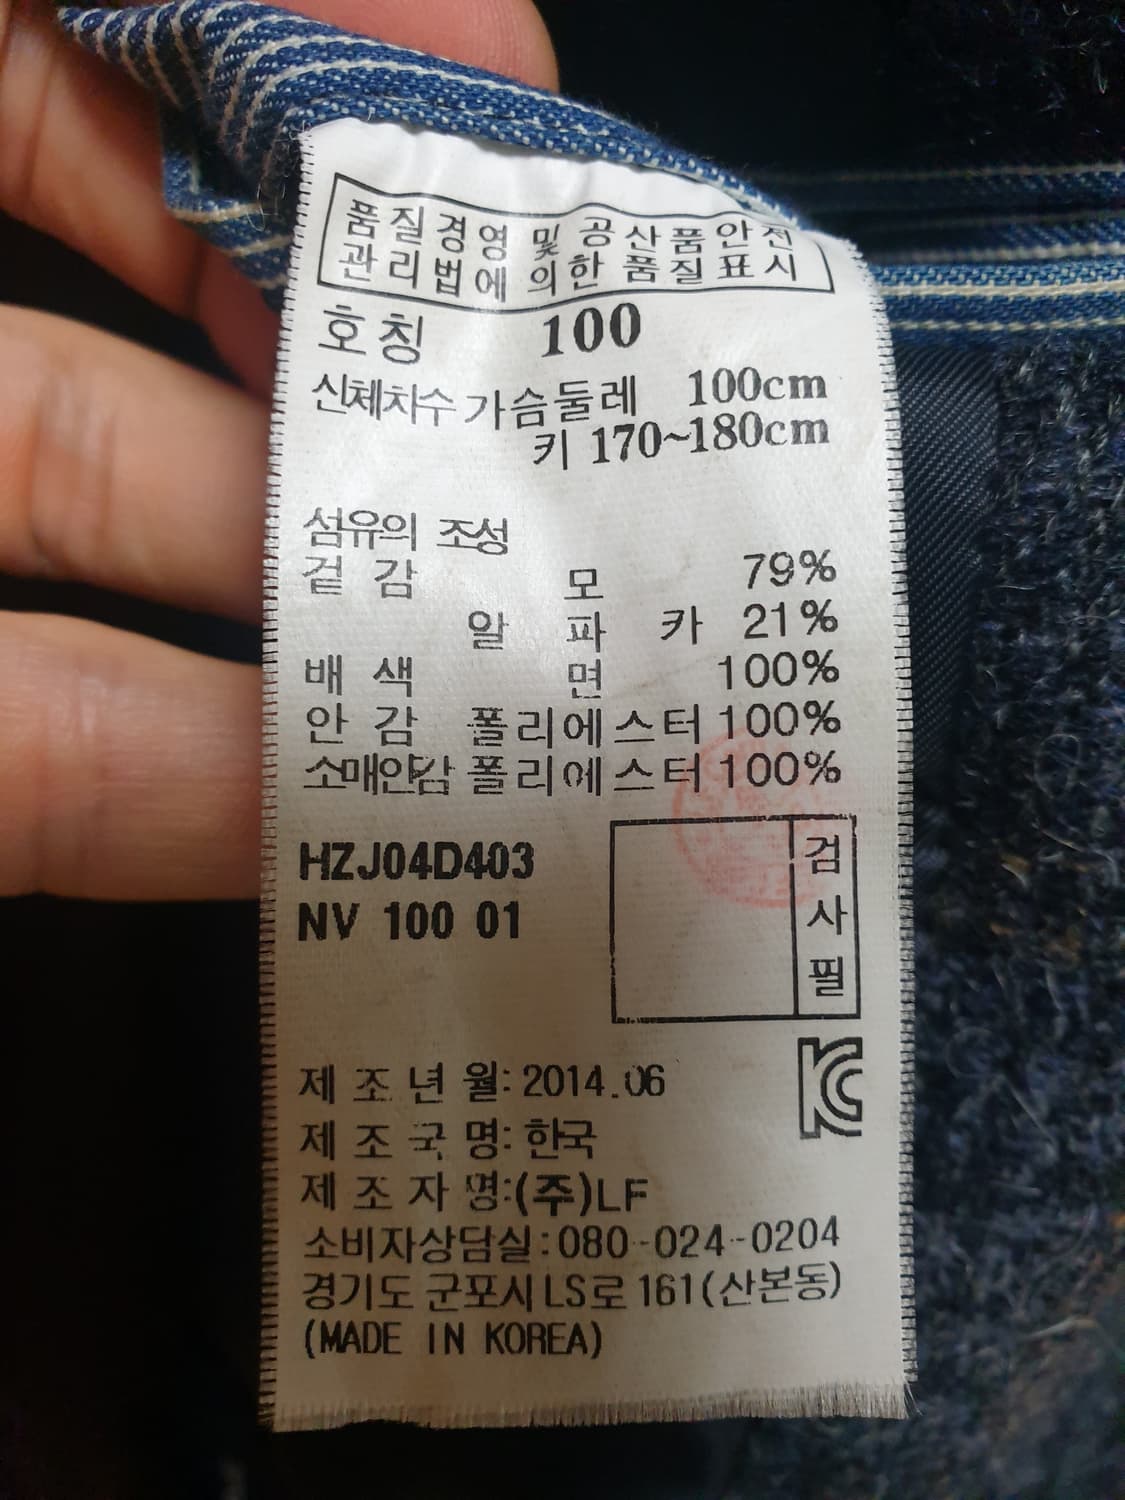 품질경영 및 공산품안전
관리법에 의한 품질표시
호칭 100
신체치수 가슴둘레 100cm
키 170~180cm
섬유의 조성
겉감 모 79%
알파카 21%
배색 면 100%
안감 폴리에스터 100%
소매안감 폴리에스터 100%
HZJ04D403
NV 100 01
검
사
필
KC
제조년월: 2014.06
제조국명: 한국
제조자명:(주)LF
소비자상담실:080-024-0204
경기도 군포시 LS로 161(산본동)
(MADE IN KOREA)